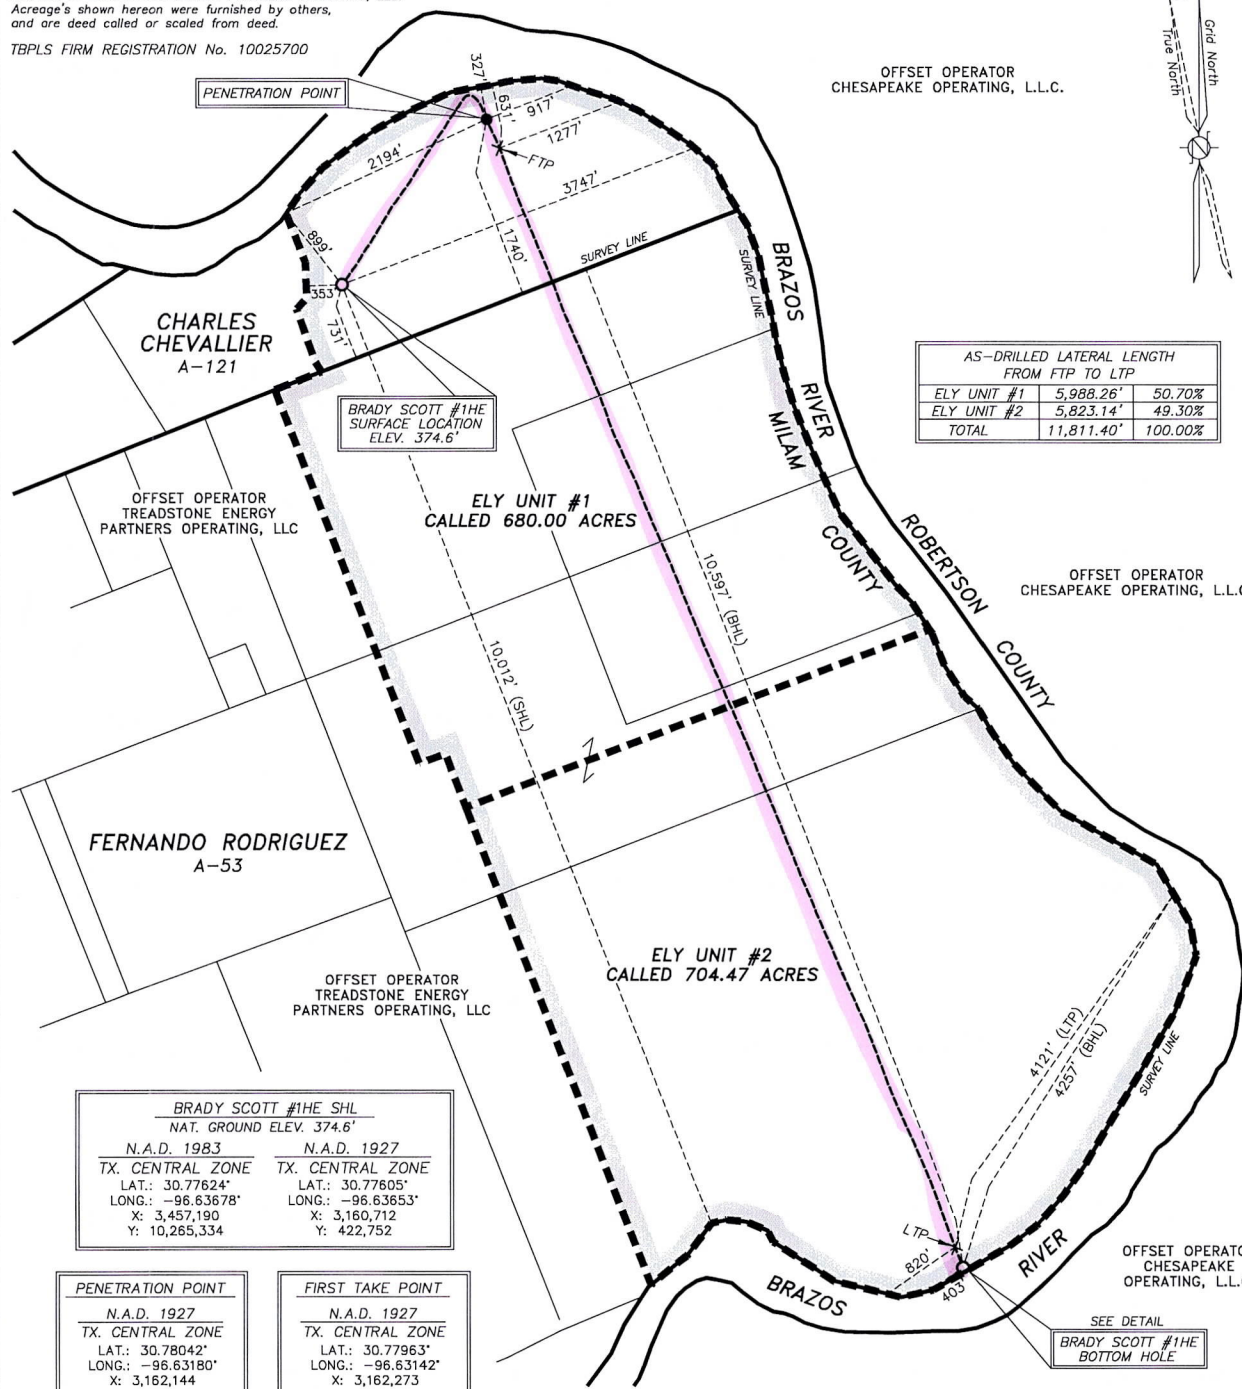 Acreage's shown hereon were furnished by others,
and are deed called or scaled from deed.
TBPLS FIRM REGISTRATION No. 10025700
Grid North
True North
N
OFFSET OPERATOR
CHESAPEAKE OPERATING, L.L.C.
PENETRATION POINT
327'
631'
917'
1277'
FTP
2194'
3747'
899'
1740'
SURVEY LINE
SURVEY LINE
353'
731'
CHARLES
CHEVALLIER
A-121
BRAZOS
RIVER
MILAM
COUNTY
ROBERTSON
COUNTY
BRADY SCOTT #1HE
SURFACE LOCATION
ELEV. 374.6'
AS-DRILLED LATERAL LENGTH
FROM FTP TO LTP
ELY UNIT #1 5,988.26' 50.70%
ELY UNIT #2 5,823.14' 49.30%
TOTAL 11,811.40' 100.00%
OFFSET OPERATOR
TREADSTONE ENERGY
PARTNERS OPERATING, LLC
ELY UNIT #1
CALLED 680.00 ACRES
10,597' (BHL)
10,012' (SHL)
OFFSET OPERATOR
CHESAPEAKE OPERATING, L.L.C
FERNANDO RODRIGUEZ
A-53
ELY UNIT #2
CALLED 704.47 ACRES
OFFSET OPERATOR
TREADSTONE ENERGY
PARTNERS OPERATING, LLC
4121' (LTP)
4257' (BHL)
SURVEY LINE
BRADY SCOTT #1HE SHL
NAT. GROUND ELEV. 374.6'
N.A.D. 1983
TX. CENTRAL ZONE
LAT.: 30.77624°
LONG.: -96.63678°
X: 3,457,190
Y: 10,265,334
N.A.D. 1927
TX. CENTRAL ZONE
LAT.: 30.77605°
LONG.: -96.63653°
X: 3,160,712
Y: 422,752
LTP
820'
403'
BRAZOS
RIVER
OFFSET OPERATO
CHESAPEAKE
OPERATING, L.L.
SEE DETAIL
BRADY SCOTT #1HE
BOTTOM HOLE
PENETRATION POINT
N.A.D. 1927
TX. CENTRAL ZONE
LAT.: 30.78042°
LONG.: -96.63180°
X: 3,162,144
FIRST TAKE POINT
N.A.D. 1927
TX. CENTRAL ZONE
LAT.: 30.77963°
LONG.: -96.63142°
X: 3,162,273